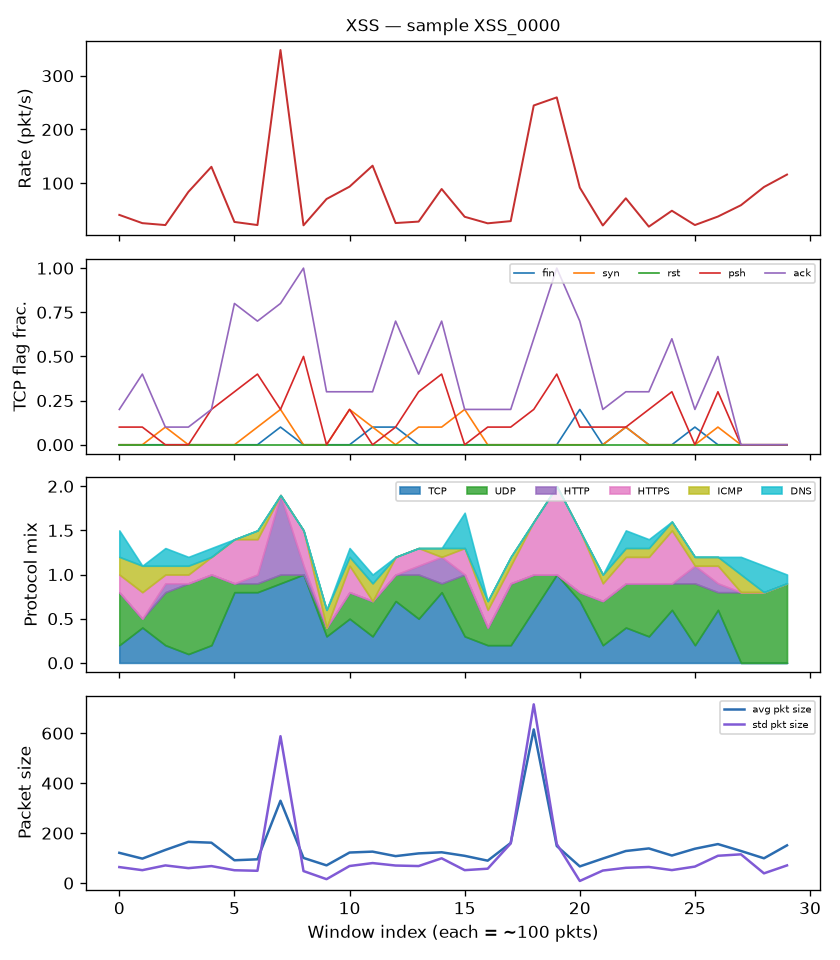 XSS — sample XSS_0000
Rate (pkt/s)
300
200
100
TCP flag frac.
1.00
0.75
0.50
0.25
0.00
fin syn rst psh ack
Protocol mix
2.0
1.5
1.0
0.5
0.0
TCP UDP HTTP HTTPS ICMP DNS
Packet size
600
400
200
0
avg pkt size
std pkt size
0 5 10 15 20 25 30
Window index (each = ~100 pkts)